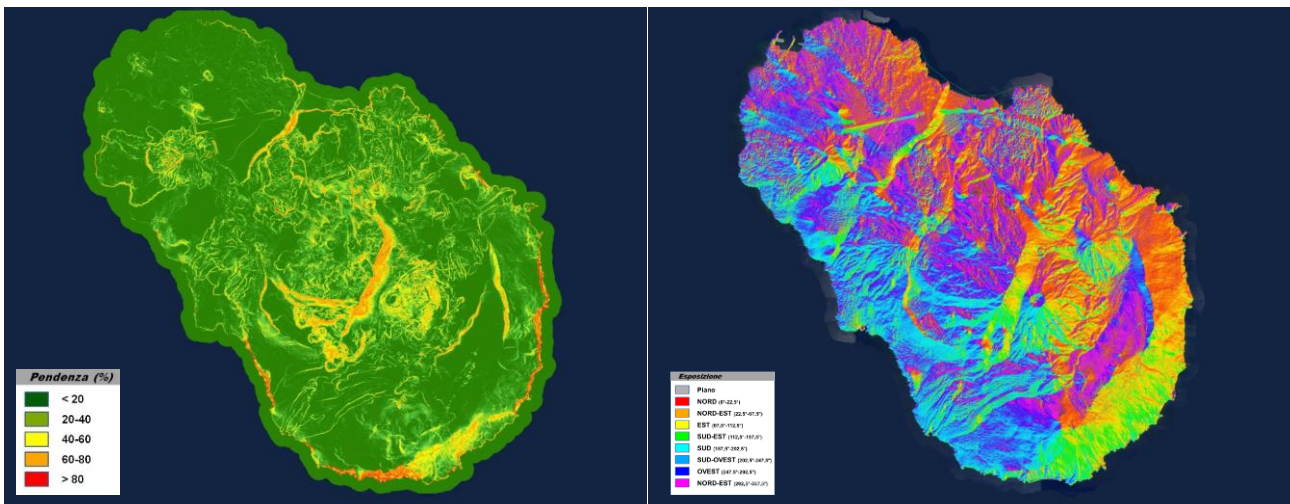 Pendenza (%)
< 20
20-40
40-60
60-80
> 80
Esposizione
Piano
NORD (0°-22,5°)
NORD-EST (22,5°-67,5°)
EST (67,5°-112,5°)
SUD-EST (112,5°-157,5°)
SUD (157,5°-202,5°)
SUD-OVEST (202,5°-247,5°)
OVEST (247,5°-292,5°)
NORD-EST (292,5°-337,5°)